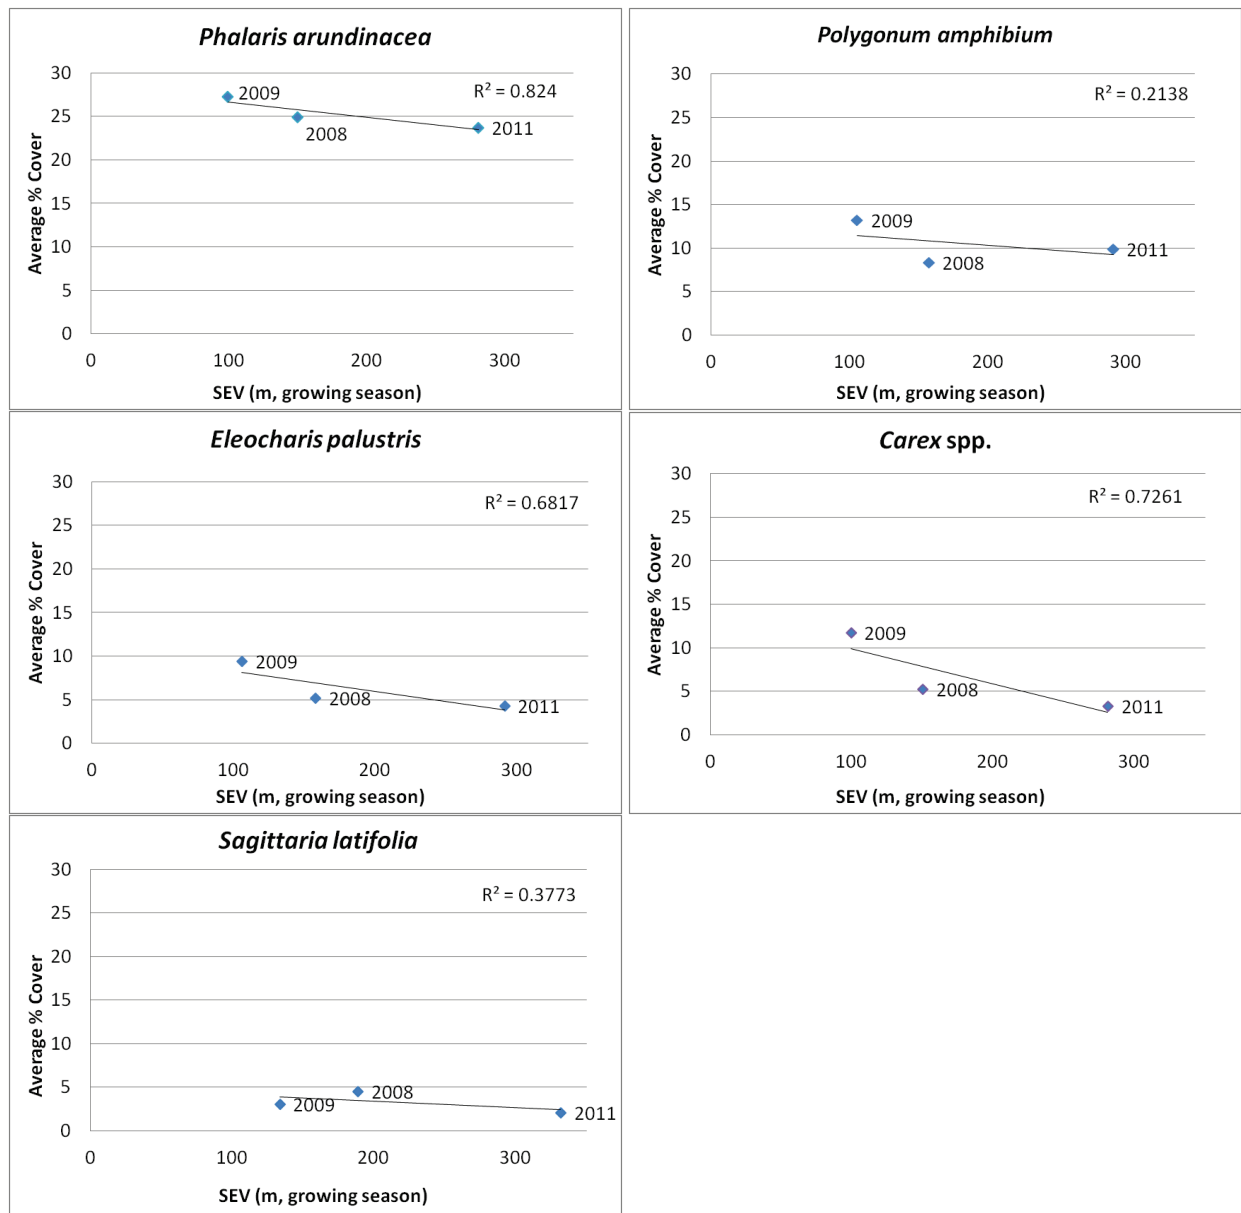 Phalaris arundinacea
R² = 0.824
Average % Cover
30
25
20
15
10
5
0
2009
2008
2011
0 100 200 300
SEV (m, growing season)
Polygonum amphibium
R² = 0.2138
Average % Cover
30
25
20
15
10
5
0
2009
2008
2011
0 100 200 300
SEV (m, growing season)
Eleocharis palustris
R² = 0.6817
Average % Cover
30
25
20
15
10
5
0
2009
2008
2011
0 100 200 300
SEV (m, growing season)
Carex spp.
R² = 0.7261
Average % Cover
30
25
20
15
10
5
0
2009
2008
2011
0 100 200 300
SEV (m, growing season)
Sagittaria latifolia
R² = 0.3773
Average % Cover
30
25
20
15
10
5
0
2009
2008
2011
0 100 200 300
SEV (m, growing season)